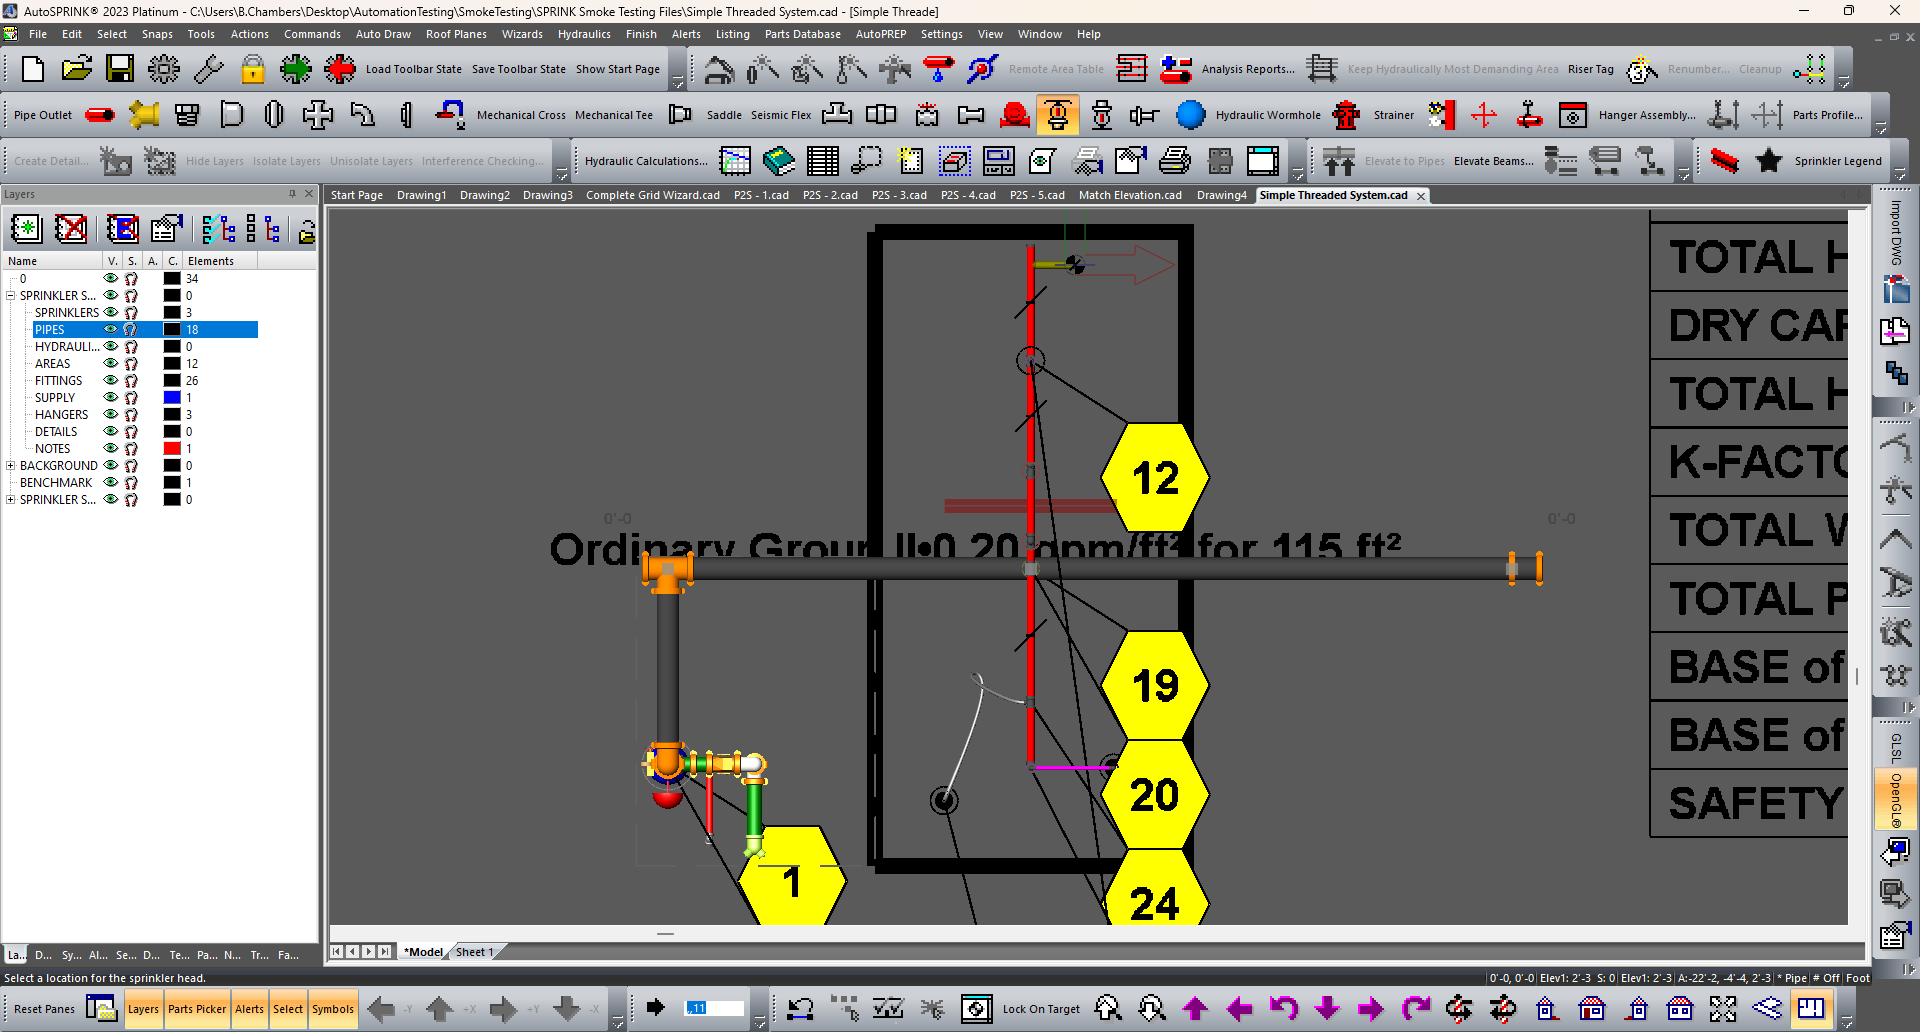 AutoSPRINK® 2023 Platinum - C:\Users\B.Chambers\Desktop\AutomationTesting\SmokeTesting\SPRINK Smoke Testing Files\Simple Threaded System.cad - [Simple Threade]
File Edit Select Snaps Tools Actions Commands Auto Draw Roof Planes Wizards Hydraulics Finish Alerts Listing Parts Database AutoPREP Settings View Window Help
Load Toolbar State Save Toolbar State Show Start Page Remote Area Table Analysis Reports... Keep Hydraulically Most Demanding Area Riser Tag Renumber... Cleanup
Pipe Outlet Mechanical Cross Mechanical Tee Saddle Seismic Flex Hydraulic Wormhole Strainer Hanger Assembly... Parts Profile...
Create Detail... Hide Layers Isolate Layers Unisolate Layers Interference Checking... Hydraulic Calculations... Elevate to Pipes Elevate Beams... Sprinkler Legend
Layers
Start Page Drawing1 Drawing2 Drawing3 Complete Grid Wizard.cad P2S - 1.cad P2S - 2.cad P2S - 3.cad P2S - 4.cad P2S - 5.cad Match Elevation.cad Drawing4 Simple Threaded System.cad
Name V. S. A. C. Elements
0 34
SPRINKLER S... 0
SPRINKLERS 3
PIPES 18
HYDRAULI... 0
AREAS 12
FITTINGS 26
SUPPLY 1
HANGERS 3
DETAILS 0
NOTES 1
BACKGROUND 0
BENCHMARK 1
SPRINKLER S... 0
TOTAL H
DRY CAP
TOTAL H
K-FACTO
TOTAL W
TOTAL P
BASE of
BASE of
SAFETY
12
0'-0 0'-0
Ordinary Group II•0.20 gpm/ft² for 115 ft²
19
20
1
24
Import DWG
GLSL
OpenGL®
La... D... Sy... Al... Se... D... Te... Pa... N... Tr... Fa...
*Model Sheet 1
Select a location for the sprinkler head.
0'-0, 0'-0 Elev1: 2'-3 S: 0 Elev1: 2'-3 A:-22'-2, -4'-4, 2'-3 * Pipe # Off Foot
Reset Panes Layers Parts Picker Alerts Select Symbols -Y +X +Y -X ,,11 Lock On Target